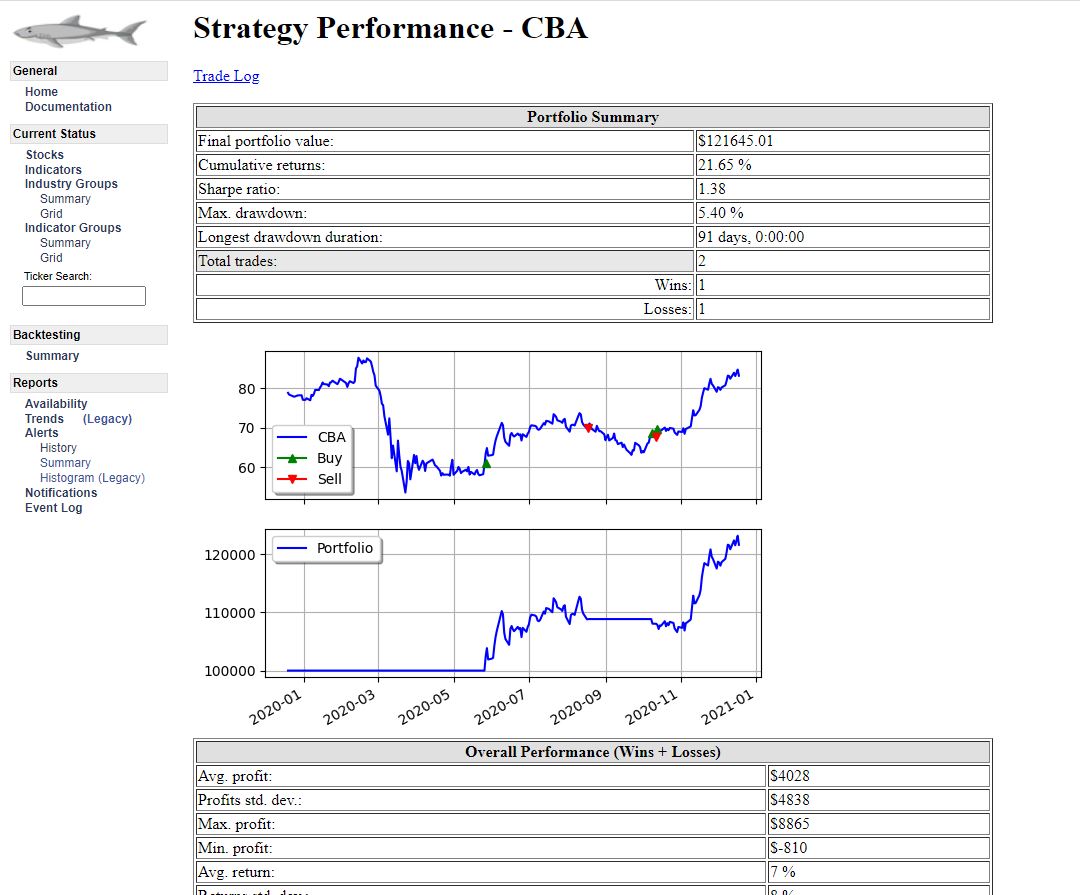 Strategy Performance - CBA
General
Home
Documentation
Current Status
Stocks
Indicators
Industry Groups
Summary
Grid
Indicator Groups
Summary
Grid
Ticker Search:
Backtesting
Summary
Reports
Availability
Trends (Legacy)
Alerts
History
Summary
Histogram (Legacy)
Notifications
Event Log
Trade Log
Portfolio Summary
Final portfolio value: $121645.01
Cumulative returns: 21.65 %
Sharpe ratio: 1.38
Max. drawdown: 5.40 %
Longest drawdown duration: 91 days, 0:00:00
Total trades: 2
Wins: 1
Losses: 1
80
70
60
CBA
Buy
Sell
Portfolio
120000
110000
100000
2020-01 2020-03 2020-05 2020-07 2020-09 2020-11 2021-01
Overall Performance (Wins + Losses)
Avg. profit: $4028
Profits std. dev.: $4838
Max. profit: $8865
Min. profit: $-810
Avg. return: 7 %